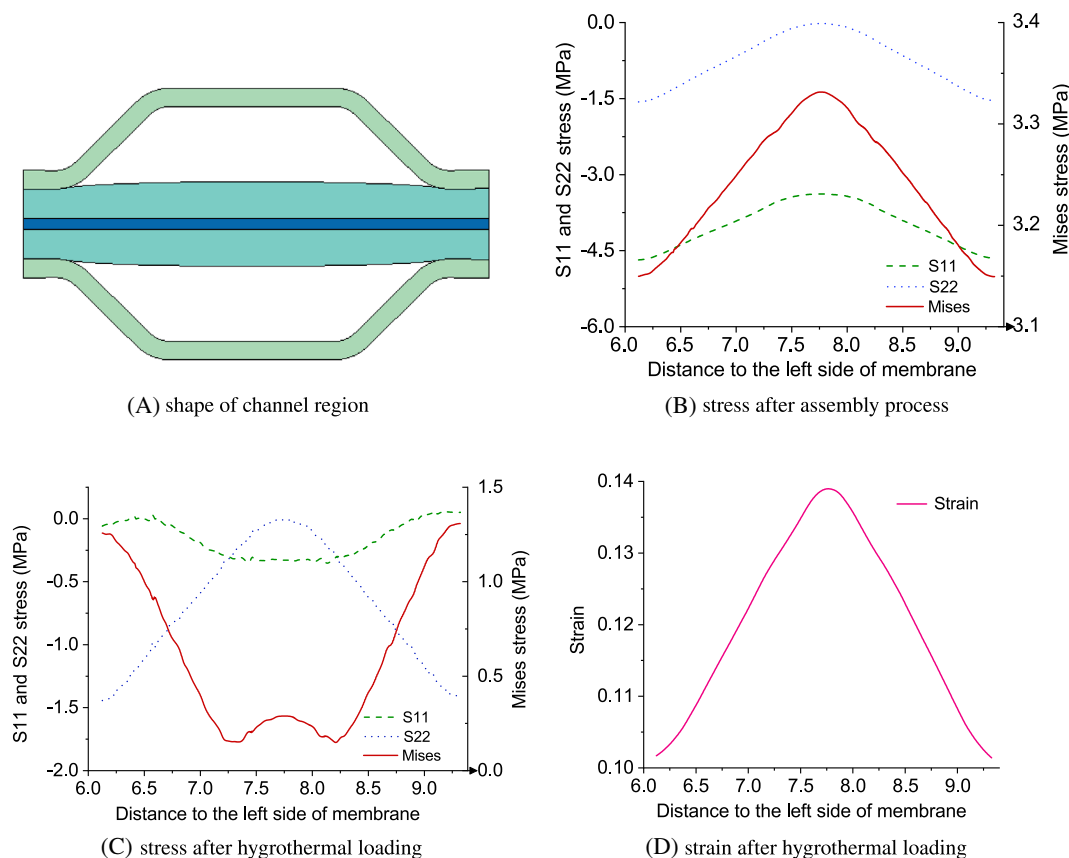 0.0
-1.5
-3.0
-4.5
-6.0
S11 and S22 stress (MPa)
3.4
3.3
3.2
3.1
Mises stress (MPa)
S11
S22
Mises
6.0 6.5 7.0 7.5 8.0 8.5 9.0
Distance to the left side of membrane
(A) shape of channel region
(B) stress after assembly process
0.0
-0.5
-1.0
-1.5
-2.0
S11 and S22 stress (MPa)
1.5
1.0
0.5
0.0
Mises stress (MPa)
S11
S22
Mises
6.0 6.5 7.0 7.5 8.0 8.5 9.0
Distance to the left side of membrane
(C) stress after hygrothermal loading
0.14
0.13
0.12
0.11
0.10
Strain
Strain
6.0 6.5 7.0 7.5 8.0 8.5 9.0
Distance to the left side of membrane
(D) strain after hygrothermal loading